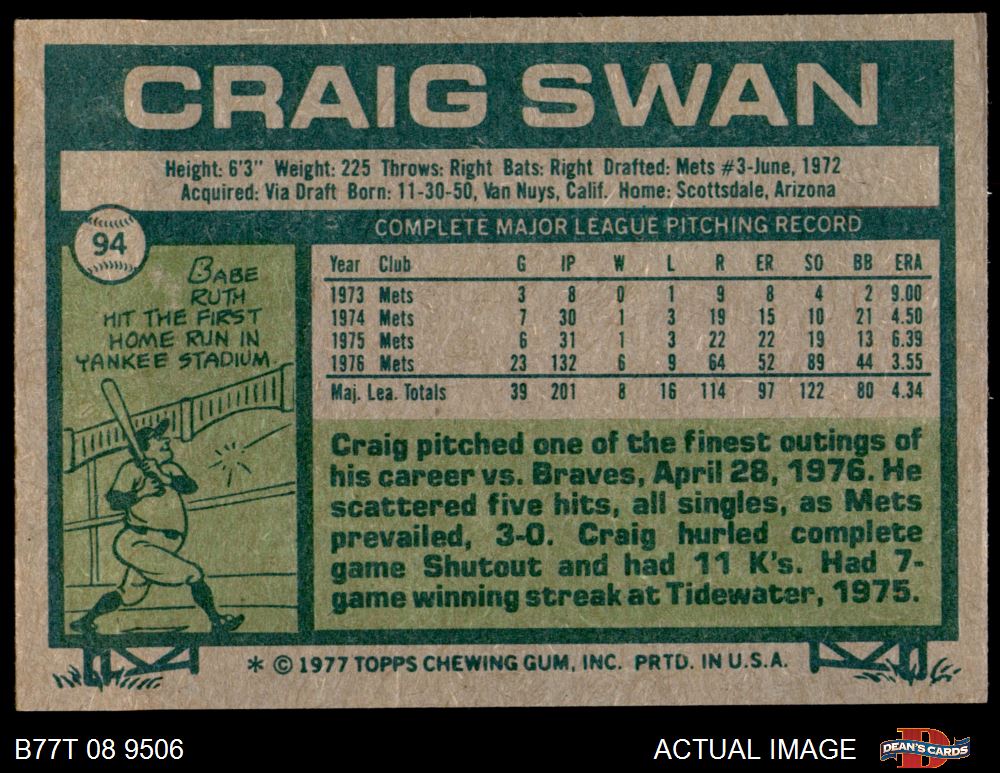 CRAIG SWAN
Height: 6'3" Weight: 225 Throws: Right Bats: Right Drafted: Mets #3-June, 1972
Acquired: Via Draft Born: 11-30-50, Van Nuys, Calif. Home: Scottsdale, Arizona
94
BABE
RUTH
HIT THE FIRST
HOME RUN IN
YANKEE STADIUM.
COMPLETE MAJOR LEAGUE PITCHING RECORD
Year Club G IP W L R ER SO BB ERA
1973 Mets 3 8 0 1 9 8 4 2 9.00
1974 Mets 7 30 1 3 19 15 10 21 4.50
1975 Mets 6 31 1 3 22 22 19 13 6.39
1976 Mets 23 132 6 9 64 52 89 44 3.55
Maj. Lea. Totals 39 201 8 16 114 97 122 80 4.34
Craig pitched one of the finest outings of
his career vs. Braves, April 28, 1976. He
scattered five hits, all singles, as Mets
prevailed, 3-0. Craig hurled complete
game Shutout and had 11 K's. Had 7-
game winning streak at Tidewater, 1975.
* © 1977 TOPPS CHEWING GUM, INC. PRTD. IN U.S.A.
B77T 08 9506
ACTUAL IMAGE
DEAN'S CARDS